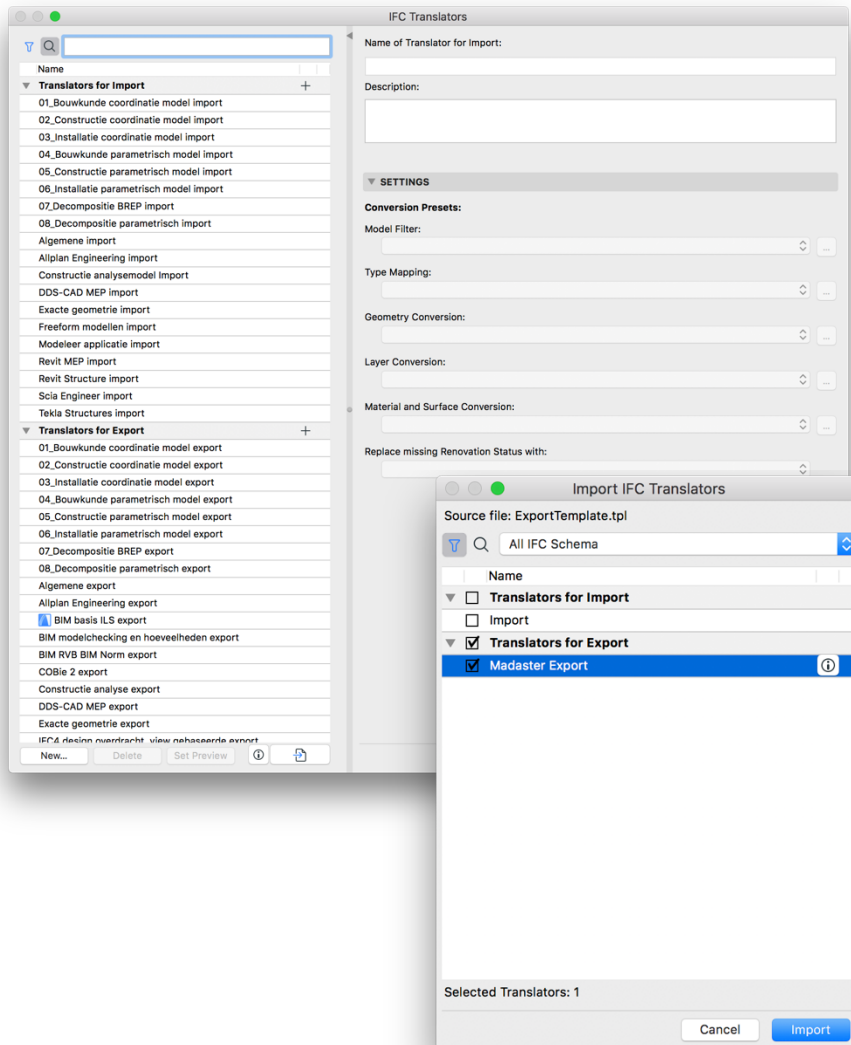 IFC Translators
Name
Translators for Import
01_Bouwkunde coordinatie model import
02_Constructie coordinatie model import
03_Installatie coordinatie model import
04_Bouwkunde parametrisch model import
05_Constructie parametrisch model import
06_Installatie parametrisch model import
07_Decompositie BREP import
08_Decompositie parametrisch import
Algemene import
Allplan Engineering import
Constructie analysemodel Import
DDS-CAD MEP import
Exacte geometrie import
Freeform modellen import
Modeleer applicatie import
Revit MEP import
Revit Structure import
Scia Engineer import
Tekla Structures import
Translators for Export
01_Bouwkunde coordinatie model export
02_Constructie coordinatie model export
03_Installatie coordinatie model export
04_Bouwkunde parametrisch model export
05_Constructie parametrisch model export
06_Installatie parametrisch model export
07_Decompositie BREP export
08_Decompositie parametrisch export
Algemene export
Allplan Engineering export
BIM basis ILS export
BIM modelchecking en hoeveelheden export
BIM RVB BIM Norm export
COBie 2 export
Constructie analyse export
DDS-CAD MEP export
Exacte geometrie export
IFC4 design overdracht, view gebaseerde export
New... Delete Set Preview
Name of Translator for Import:
Description:
SETTINGS
Conversion Presets:
Model Filter:
Type Mapping:
Geometry Conversion:
Layer Conversion:
Material and Surface Conversion:
Replace missing Renovation Status with:
Import IFC Translators
Source file: ExportTemplate.tpl
All IFC Schema
Name
Translators for Import
Import
Translators for Export
Madaster Export
Selected Translators: 1
Cancel Import